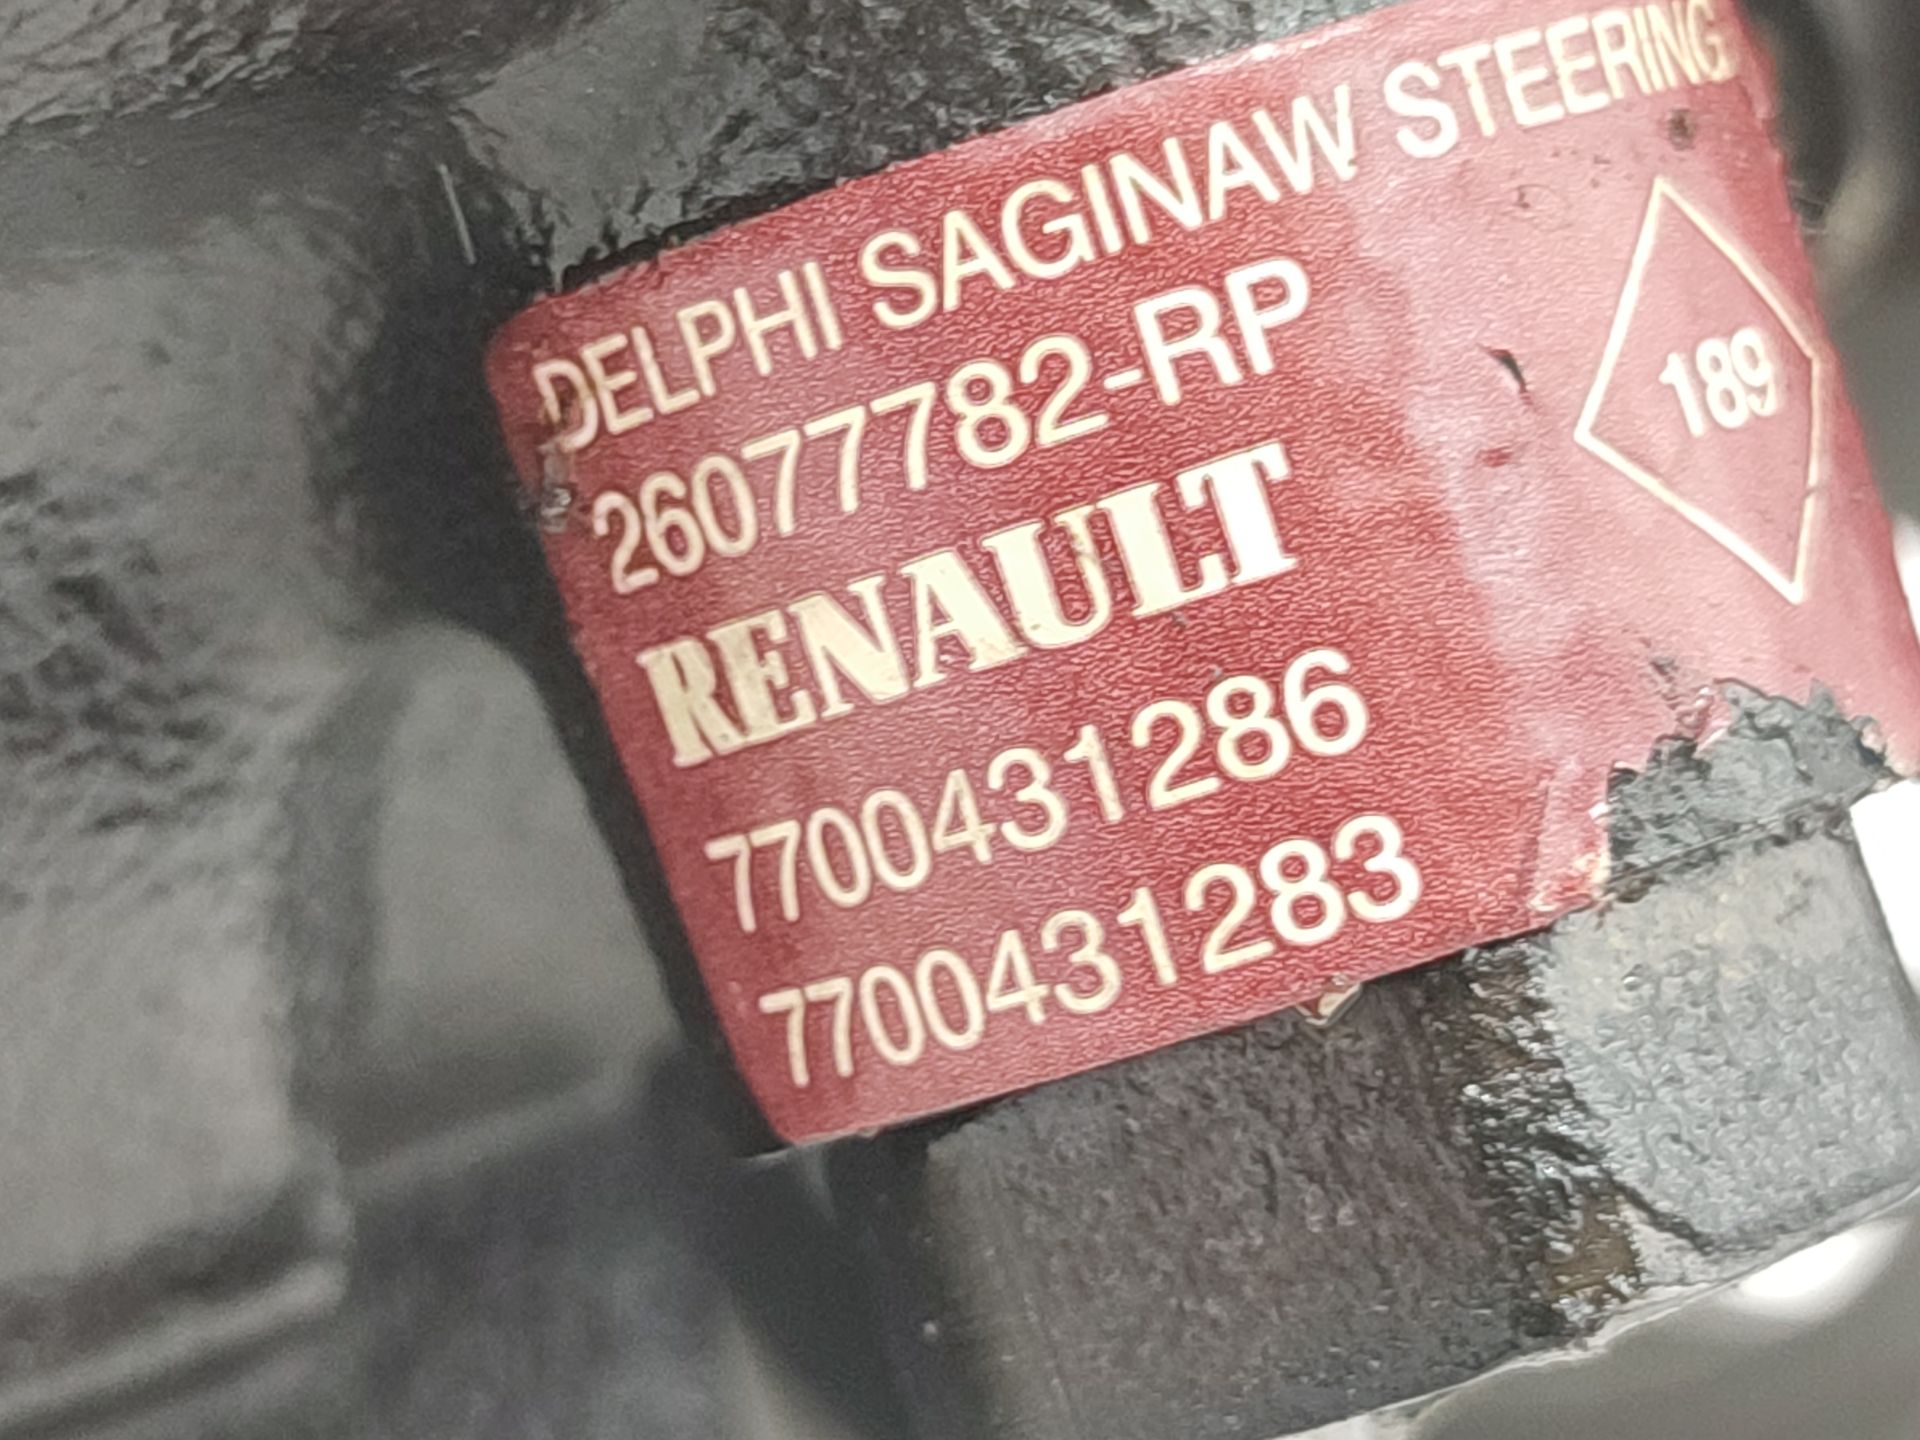 DELPHI SAGINAW STEERING
26077782-RP
189
RENAULT
7700431286
7700431283